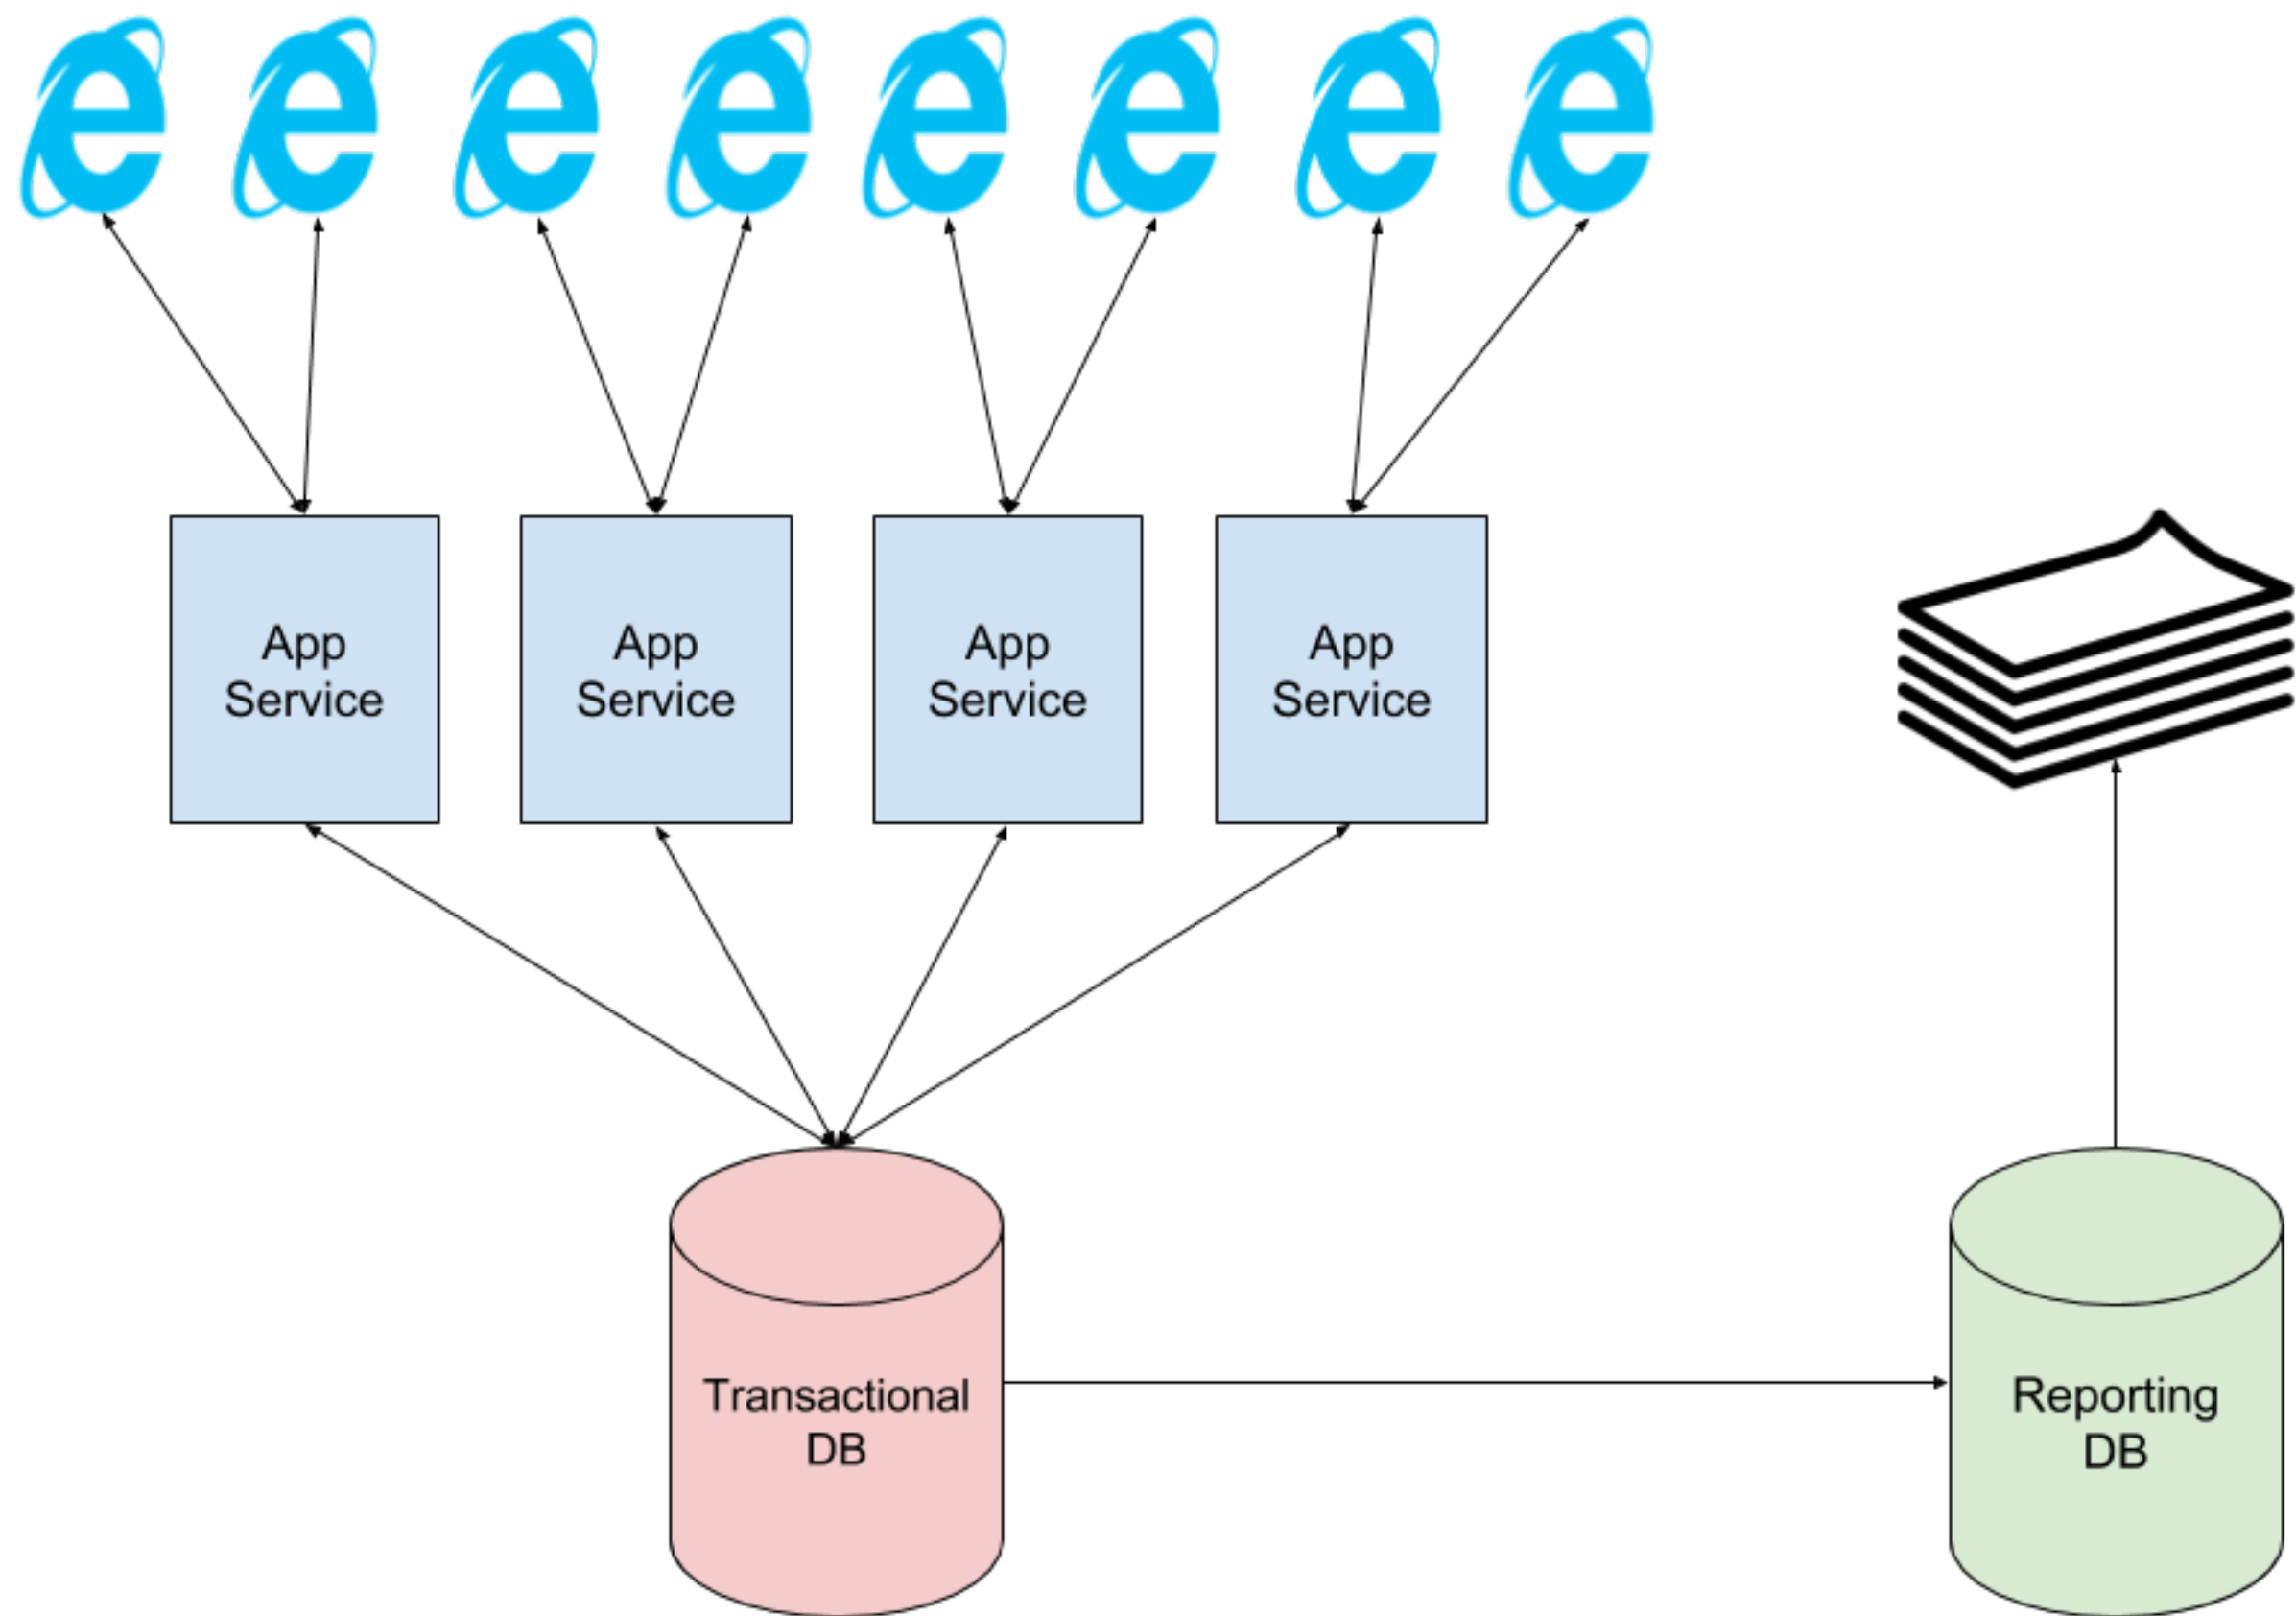 App
Service
App
Service
App
Service
App
Service
Transactional
DB
Reporting
DB